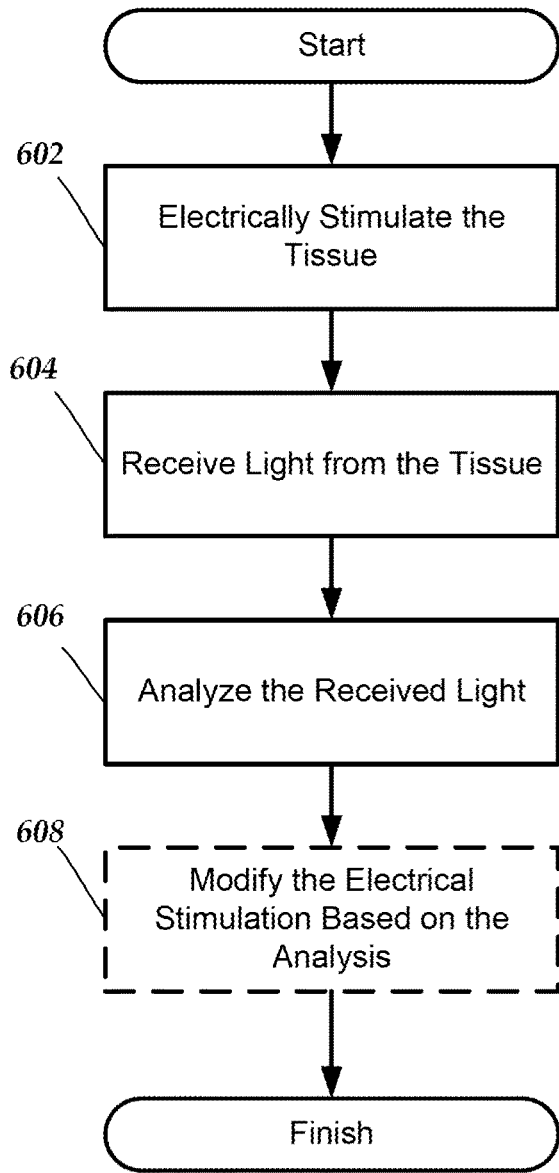 Start
602
Electrically Stimulate the
Tissue
604
Receive Light from the Tissue
606
Analyze the Received Light
608
Modify the Electrical
Stimulation Based on the
Analysis
Finish